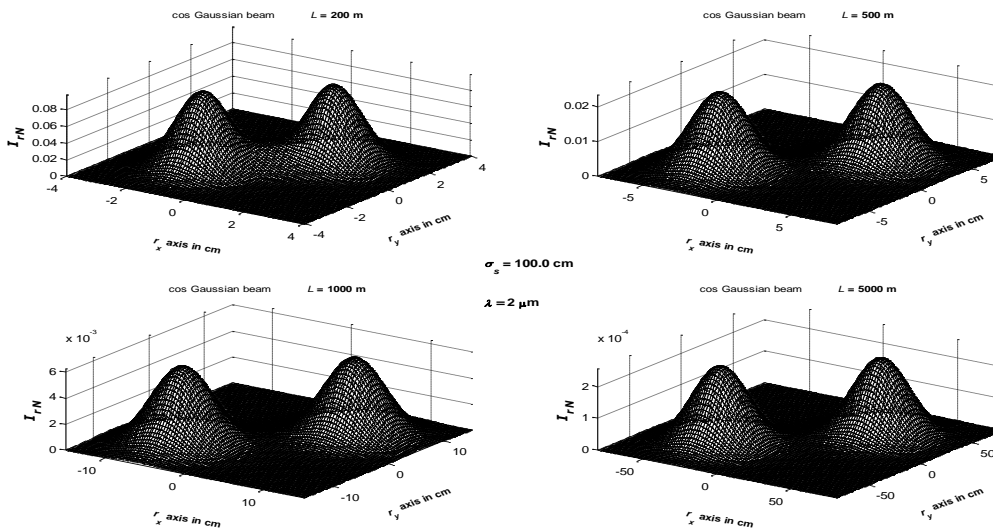 cos Gaussian beam L = 200 m
I_rN
0.08
0.06
0.04
0.02
0
-4
-2
0
2
4
-4
-2
0
2
4
r_x axis in cm
r_y axis in cm
cos Gaussian beam L = 500 m
I_rN
0.02
0.01
0
-5
0
5
-5
0
5
r_x axis in cm
r_y axis in cm
σ_s = 100.0 cm
λ = 2 μm
cos Gaussian beam L = 1000 m
x 10^-3
I_rN
6
4
2
0
-10
0
10
-10
0
10
r_x axis in cm
r_y axis in cm
cos Gaussian beam L = 5000 m
x 10^-4
I_rN
2
1
0
-50
0
50
-50
0
50
r_x axis in cm
r_y axis in cm